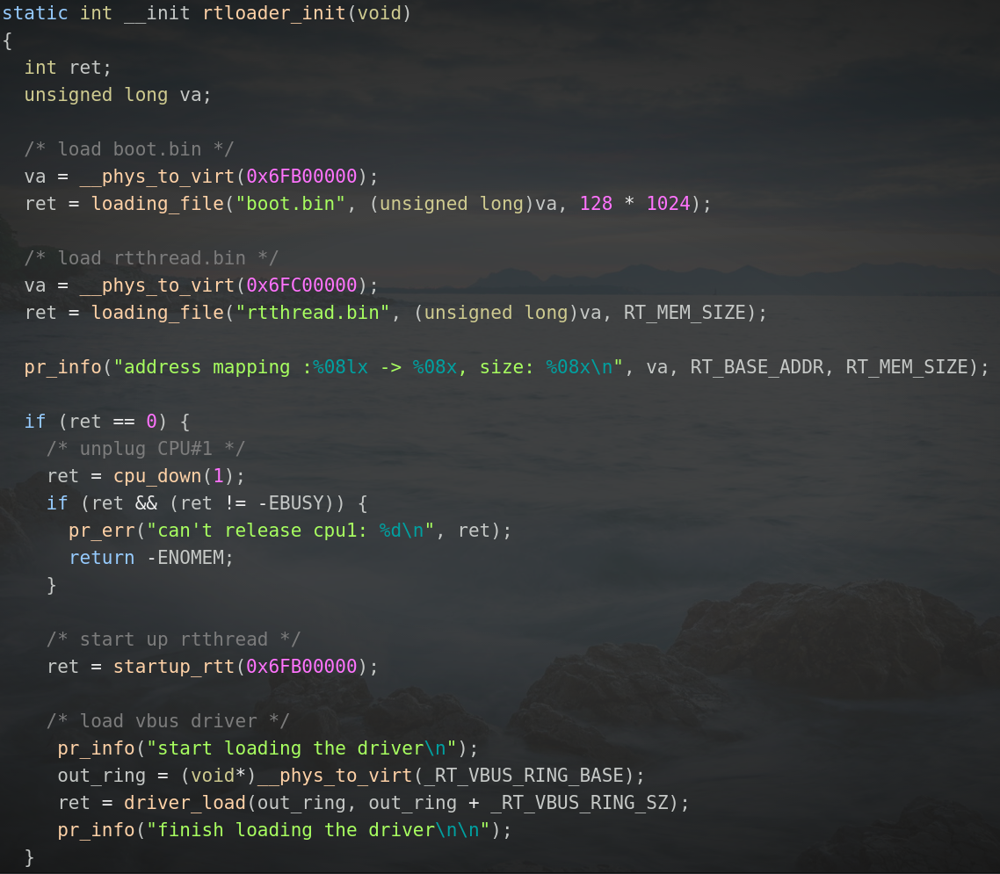 static int __init rtloader_init(void)
{
  int ret;
  unsigned long va;

  /* load boot.bin */
  va = __phys_to_virt(0x6FB00000);
  ret = loading_file("boot.bin", (unsigned long)va, 128 * 1024);

  /* load rtthread.bin */
  va = __phys_to_virt(0x6FC00000);
  ret = loading_file("rtthread.bin", (unsigned long)va, RT_MEM_SIZE);

  pr_info("address mapping :%08lx -> %08x, size: %08x\n", va, RT_BASE_ADDR, RT_MEM_SIZE);

  if (ret == 0) {
    /* unplug CPU#1 */
    ret = cpu_down(1);
    if (ret && (ret != -EBUSY)) {
      pr_err("can't release cpu1: %d\n", ret);
      return -ENOMEM;
    }

    /* start up rtthread */
    ret = startup_rtt(0x6FB00000);

    /* load vbus driver */
     pr_info("start loading the driver\n");
     out_ring = (void*)__phys_to_virt(_RT_VBUS_RING_BASE);
     ret = driver_load(out_ring, out_ring + _RT_VBUS_RING_SZ);
     pr_info("finish loading the driver\n\n");
  }